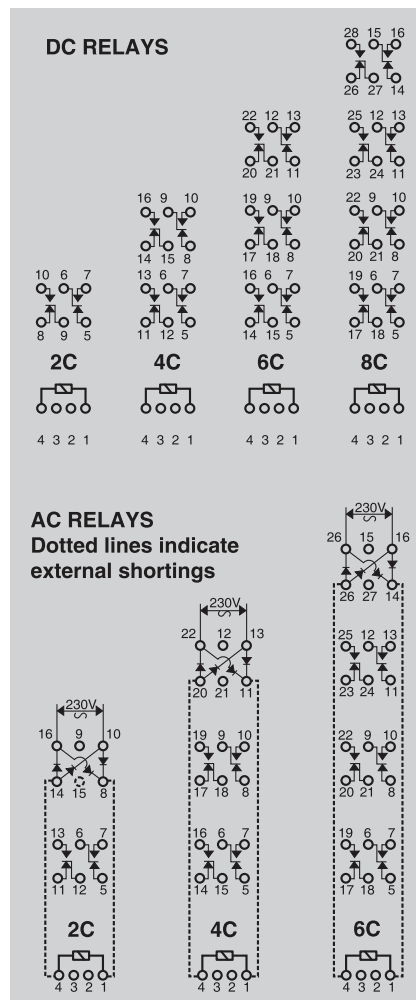 DC RELAYS
28 15 16
26 27 14
22 12 13
25 12 13
20 21 11
23 24 11
16 9 10
19 9 10
22 9 10
14 15 8
17 18 8
20 21 8
10 6 7
13 6 7
16 6 7
19 6 7
8 9 5
11 12 5
14 15 5
17 18 5
2C
4C
6C
8C
4 3 2 1
4 3 2 1
4 3 2 1
4 3 2 1
AC RELAYS
Dotted lines indicate
external shortings
230V
26 15 16
26 27 14
230V
22 12 13
25 12 13
20 21 11
23 24 11
230V
16 9 10
19 9 10
22 9 10
14 15 8
17 18 8
20 21 8
13 6 7
16 6 7
19 6 7
11 12 5
14 15 5
17 18 5
2C
4C
6C
4 3 2 1
4 3 2 1
4 3 2 1